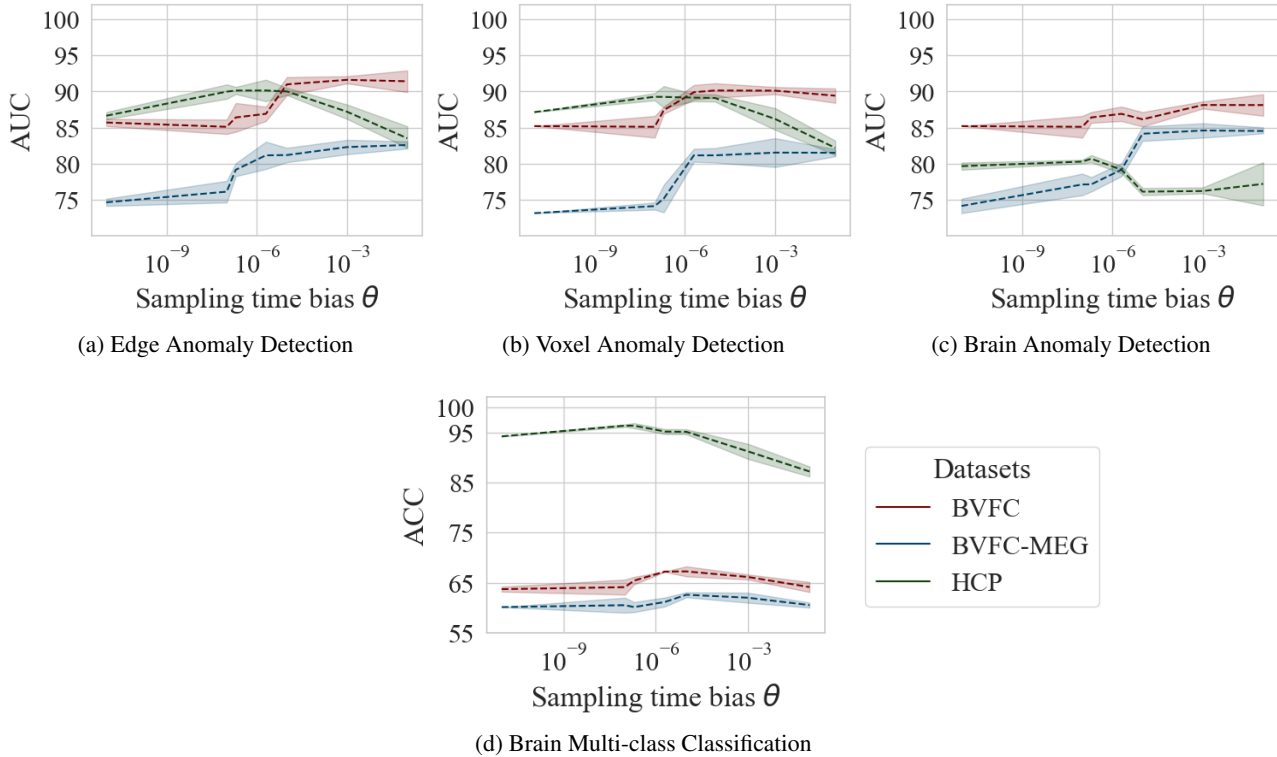 100
95
90
85
80
75
AUC
10⁻⁹ 10⁻⁶ 10⁻³
Sampling time bias θ
(a) Edge Anomaly Detection
100
95
90
85
80
75
AUC
10⁻⁹ 10⁻⁶ 10⁻³
Sampling time bias θ
(b) Voxel Anomaly Detection
100
95
90
85
80
75
AUC
10⁻⁹ 10⁻⁶ 10⁻³
Sampling time bias θ
(c) Brain Anomaly Detection
100
95
85
75
65
55
ACC
10⁻⁹ 10⁻⁶ 10⁻³
Sampling time bias θ
(d) Brain Multi-class Classification
Datasets
BVFC
BVFC-MEG
HCP